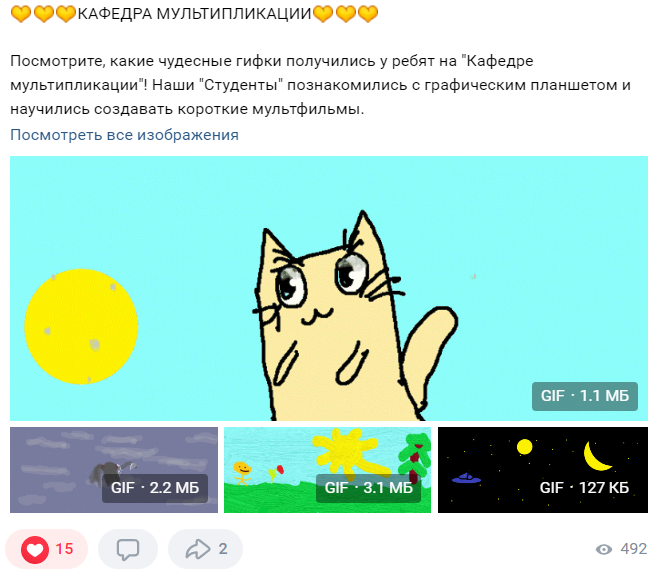 💛💛💛КАФЕДРА МУЛЬТИПЛИКАЦИИ💛💛💛
Посмотрите, какие чудесные гифки получились у ребят на "Кафедре
мультипликации"! Наши "Студенты" познакомились с графическим планшетом и
научились создавать короткие мультфильмы.
Посмотреть все изображения
GIF · 1.1 МБ
GIF · 2.2 МБ
GIF · 3.1 МБ
GIF · 127 КБ
15
2
492